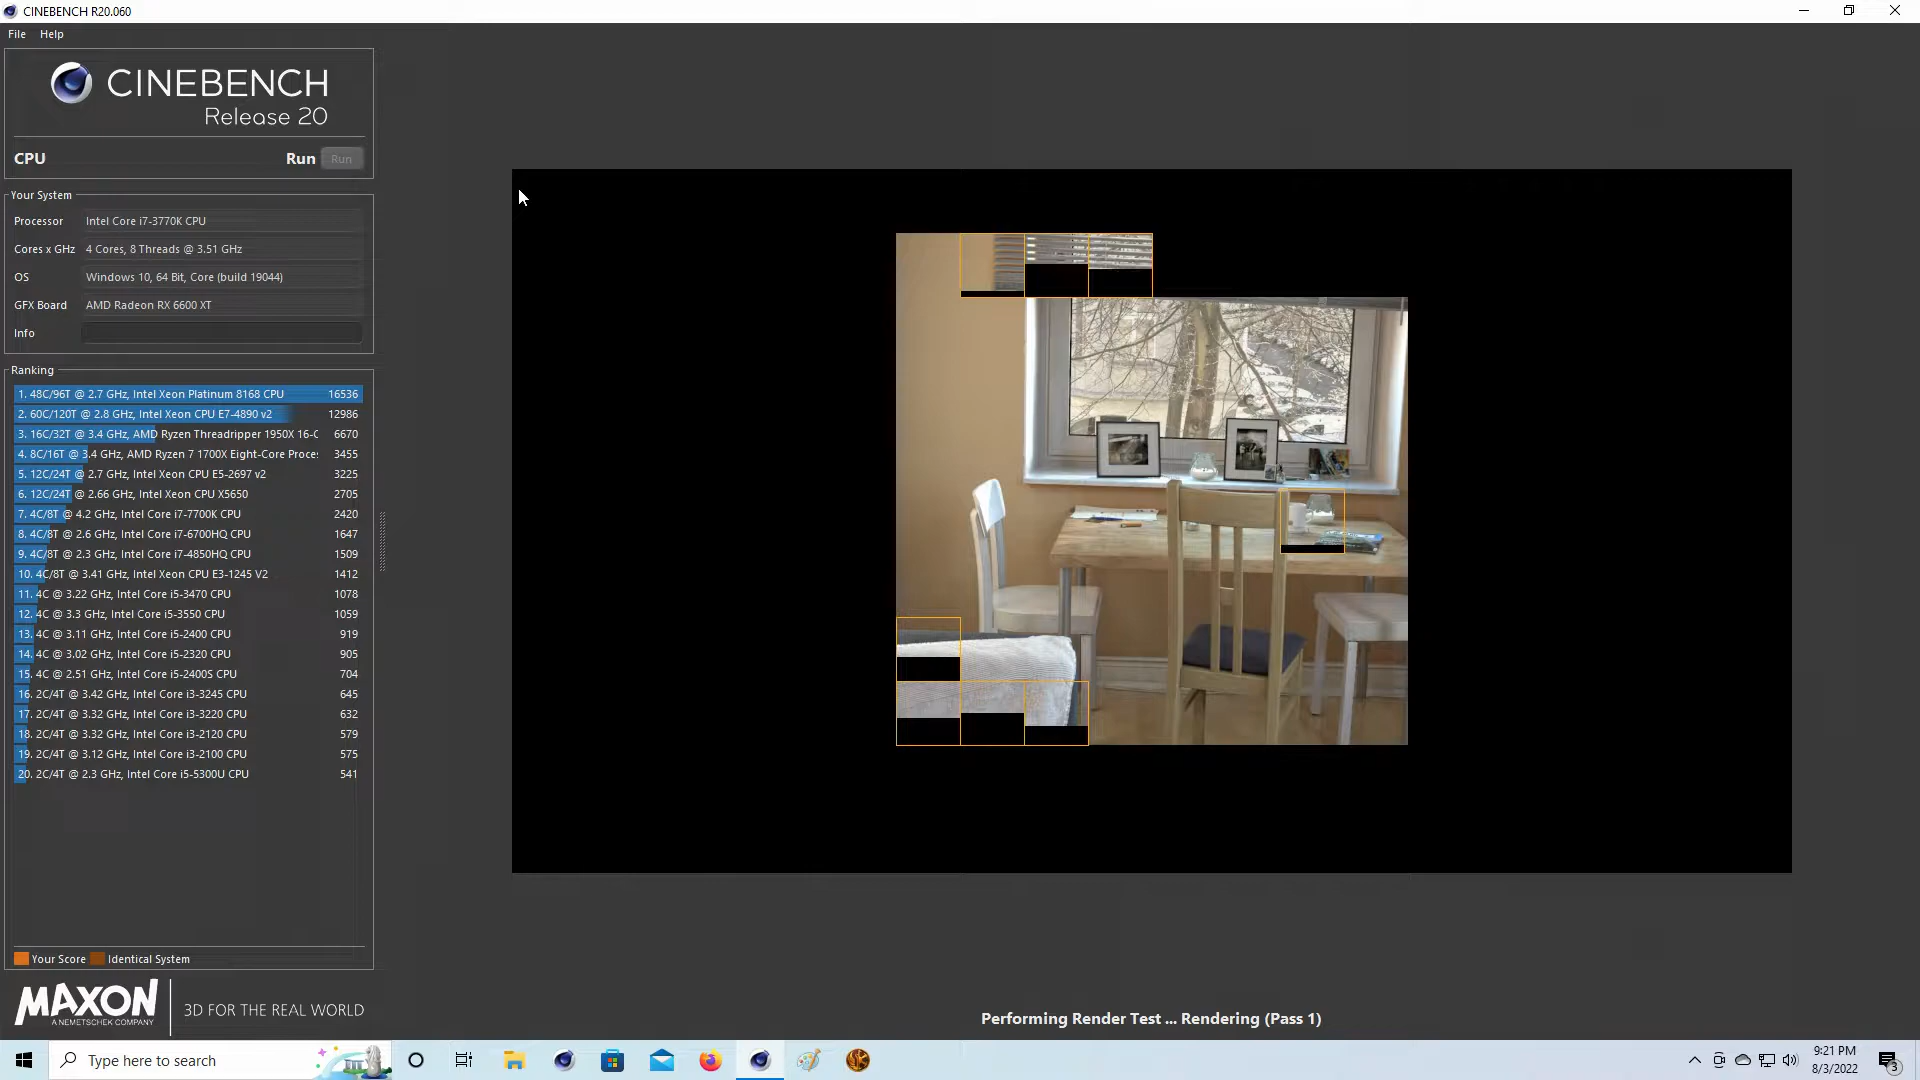 CINEBENCH R20.060
File Help
CINEBENCH
Release 20
CPU Run Run
Your System
Processor Intel Core i7-3770K CPU
Cores x GHz 4 Cores, 8 Threads @ 3.51 GHz
OS Windows 10, 64 Bit, Core (build 19044)
GFX Board AMD Radeon RX 6600 XT
Info
Ranking
1. 48C/96T @ 2.7 GHz, Intel Xeon Platinum 8168 CPU 16536
2. 60C/120T @ 2.8 GHz, Intel Xeon CPU E7-4890 v2 12986
3. 16C/32T @ 3.4 GHz, AMD Ryzen Threadripper 1950X 16-C 6670
4. 8C/16T @ 3.4 GHz, AMD Ryzen 7 1700X Eight-Core Proce: 3455
5. 12C/24T @ 2.7 GHz, Intel Xeon CPU E5-2697 v2 3225
6. 12C/24T @ 2.66 GHz, Intel Xeon CPU X5650 2705
7. 4C/8T @ 4.2 GHz, Intel Core i7-7700K CPU 2420
8. 4C/8T @ 2.6 GHz, Intel Core i7-6700HQ CPU 1647
9. 4C/8T @ 2.3 GHz, Intel Core i7-4850HQ CPU 1509
10. 4C/8T @ 3.41 GHz, Intel Xeon CPU E3-1245 V2 1412
11. 4C @ 3.22 GHz, Intel Core i5-3470 CPU 1078
12. 4C @ 3.3 GHz, Intel Core i5-3550 CPU 1059
13. 4C @ 3.11 GHz, Intel Core i5-2400 CPU 919
14. 4C @ 3.02 GHz, Intel Core i5-2320 CPU 905
15. 4C @ 2.51 GHz, Intel Core i5-2400S CPU 704
16. 2C/4T @ 3.42 GHz, Intel Core i3-3245 CPU 645
17. 2C/4T @ 3.32 GHz, Intel Core i3-3220 CPU 632
18. 2C/4T @ 3.32 GHz, Intel Core i3-2120 CPU 579
19. 2C/4T @ 3.12 GHz, Intel Core i3-2100 CPU 575
20. 2C/4T @ 2.3 GHz, Intel Core i5-5300U CPU 541
Your Score Identical System
MAXON
A NEMETSCHEK COMPANY
3D FOR THE REAL WORLD
Performing Render Test ... Rendering (Pass 1)
Type here to search
9:21 PM
8/3/2022
3